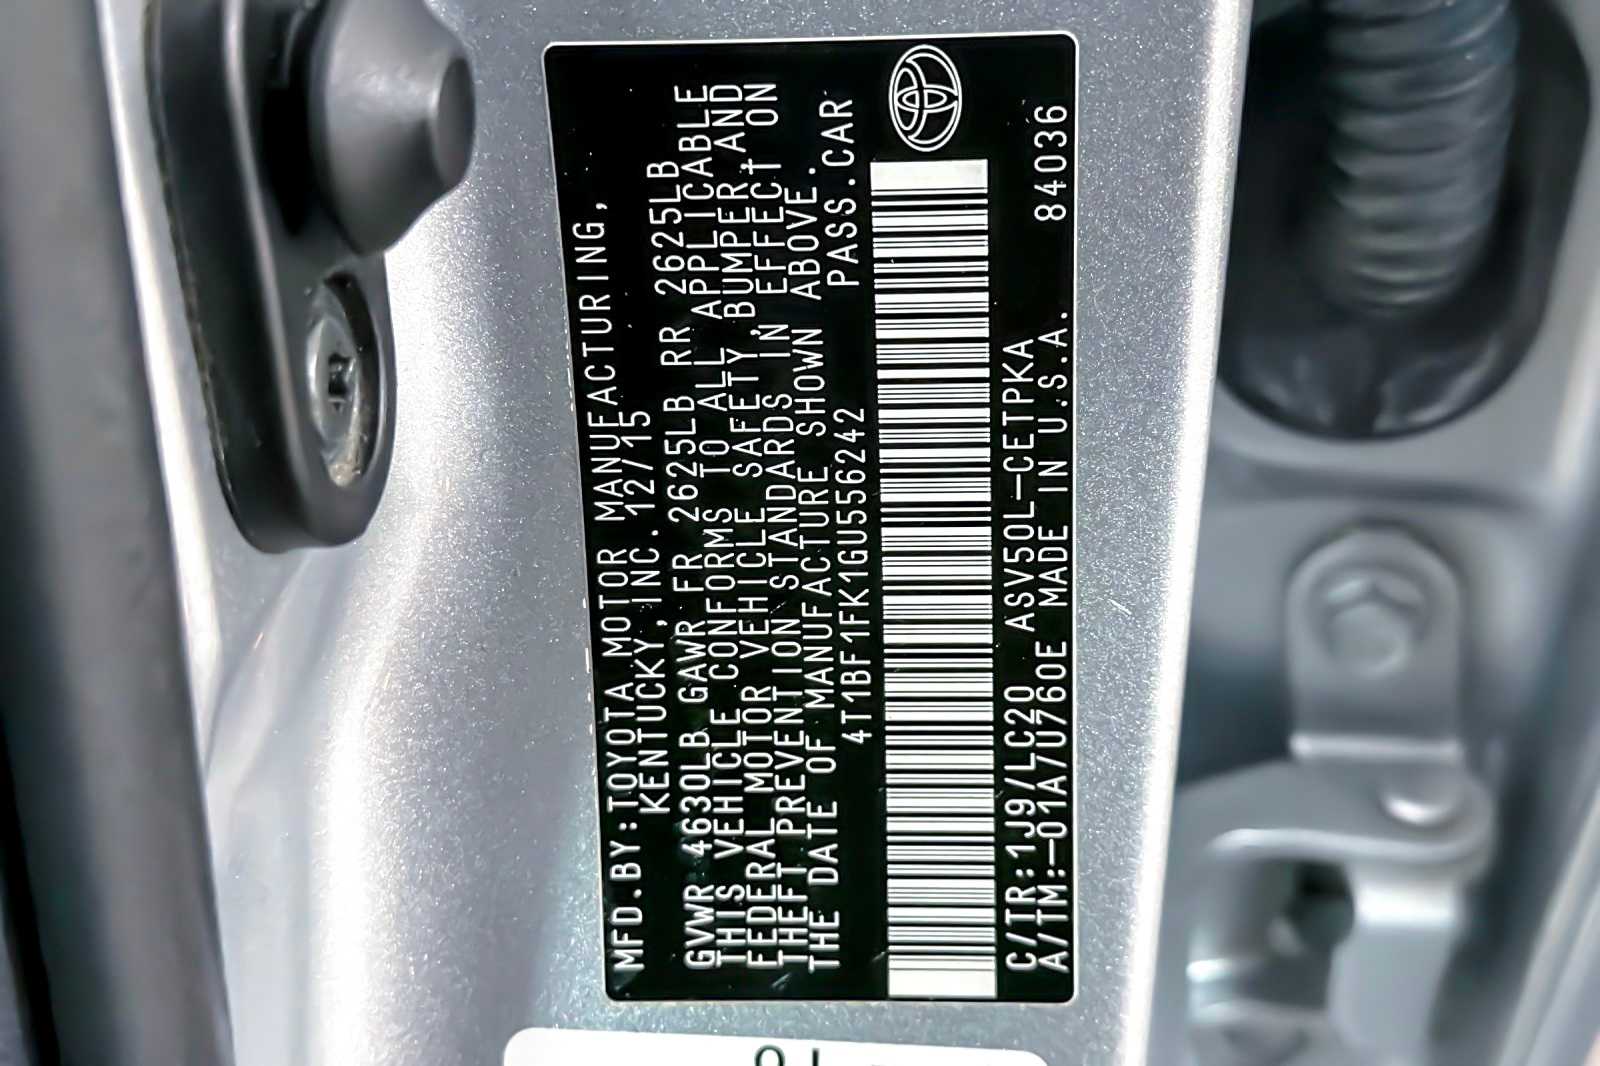 MFD.BY:TOYOTA MOTOR MANUFACTURING,
KENTUCKY,INC. 12/15
GVWR 4630LB GAWR FR 2625LB RR 2625LB
THIS VEHICLE CONFORMS TO ALL APPLICABLE
FEDERAL MOTOR VEHICLE SAFETY,BUMPER,AND
THEFT PREVENTION STANDARDS IN EFFECT ON
THE DATE OF MANUFACTURE SHOWN ABOVE.
4T1BF1FK1GU556242 PASS.CAR
C/TR:1J9/LC20 ASV50L-CETPKA 84036
A/TM:-01A/U760E MADE IN U.S.A.